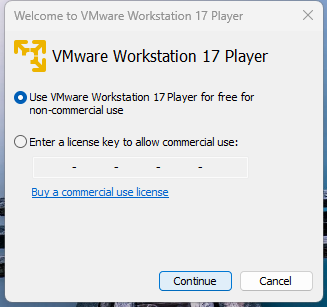 Welcome to VMware Workstation 17 Player
VMware Workstation 17 Player
Use VMware Workstation 17 Player for free for
non-commercial use
Enter a license key to allow commercial use:
- - - -
Buy a commercial use license
Continue Cancel